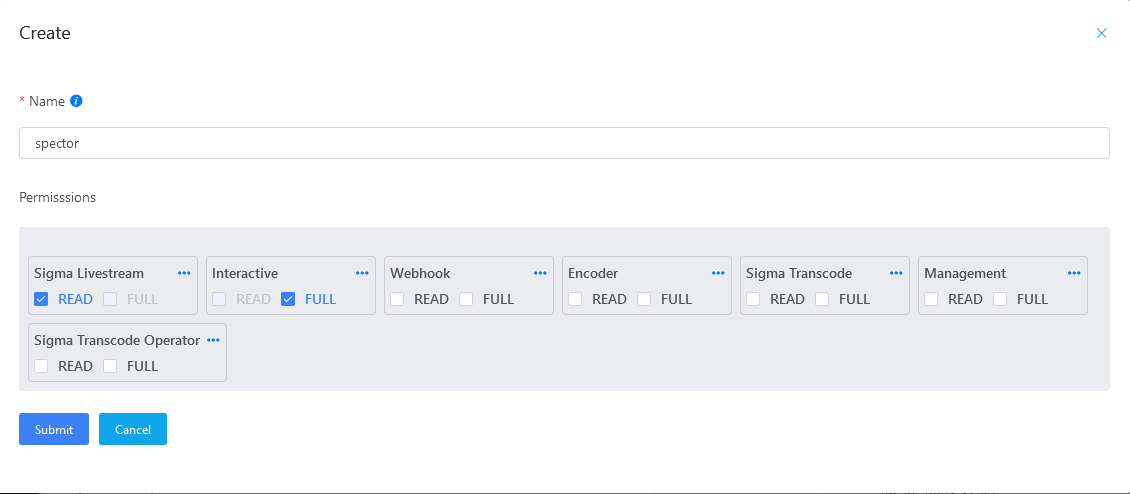 Create
* Name
spector
Permisssions
Sigma Livestream Interactive Webhook Encoder Sigma Transcode Management
READ FULL READ FULL READ FULL READ FULL READ FULL READ FULL
Sigma Transcode Operator
READ FULL
Submit Cancel